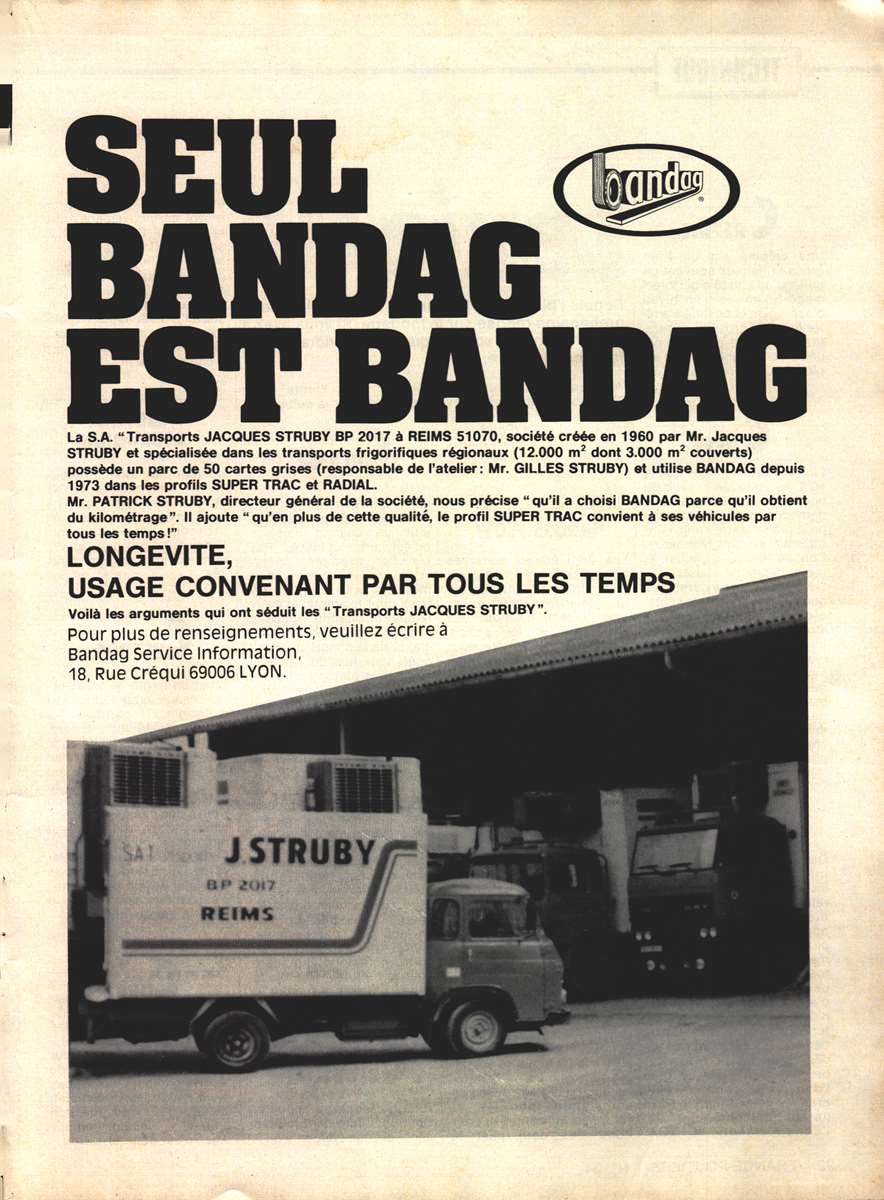 SEUL
BANDAG
EST BANDAG
bandag®
La S.A. “Transports JACQUES STRUBY BP 2017 à REIMS 51070, société créée en 1960 par Mr. Jacques
STRUBY et spécialisée dans les transports frigorifiques régionaux (12.000 m² dont 3.000 m² couverts)
possède un parc de 50 cartes grises (responsable de l’atelier : Mr. GILLES STRUBY) et utilise BANDAG depuis
1973 dans les profils SUPER TRAC et RADIAL.
Mr. PATRICK STRUBY, directeur général de la société, nous précise “qu’il a choisi BANDAG parce qu’il obtient
du kilométrage”. Il ajoute “qu’en plus de cette qualité, le profil SUPER TRAC convient à ses véhicules par
tous les temps !”
LONGEVITE,
USAGE CONVENANT PAR TOUS LES TEMPS
Voilà les arguments qui ont séduit les “Transports JACQUES STRUBY”.
Pour plus de renseignements, veuillez écrire à
Bandag Service Information,
18, Rue Créqui 69006 LYON.
J. STRUBY
BP 2017
REIMS